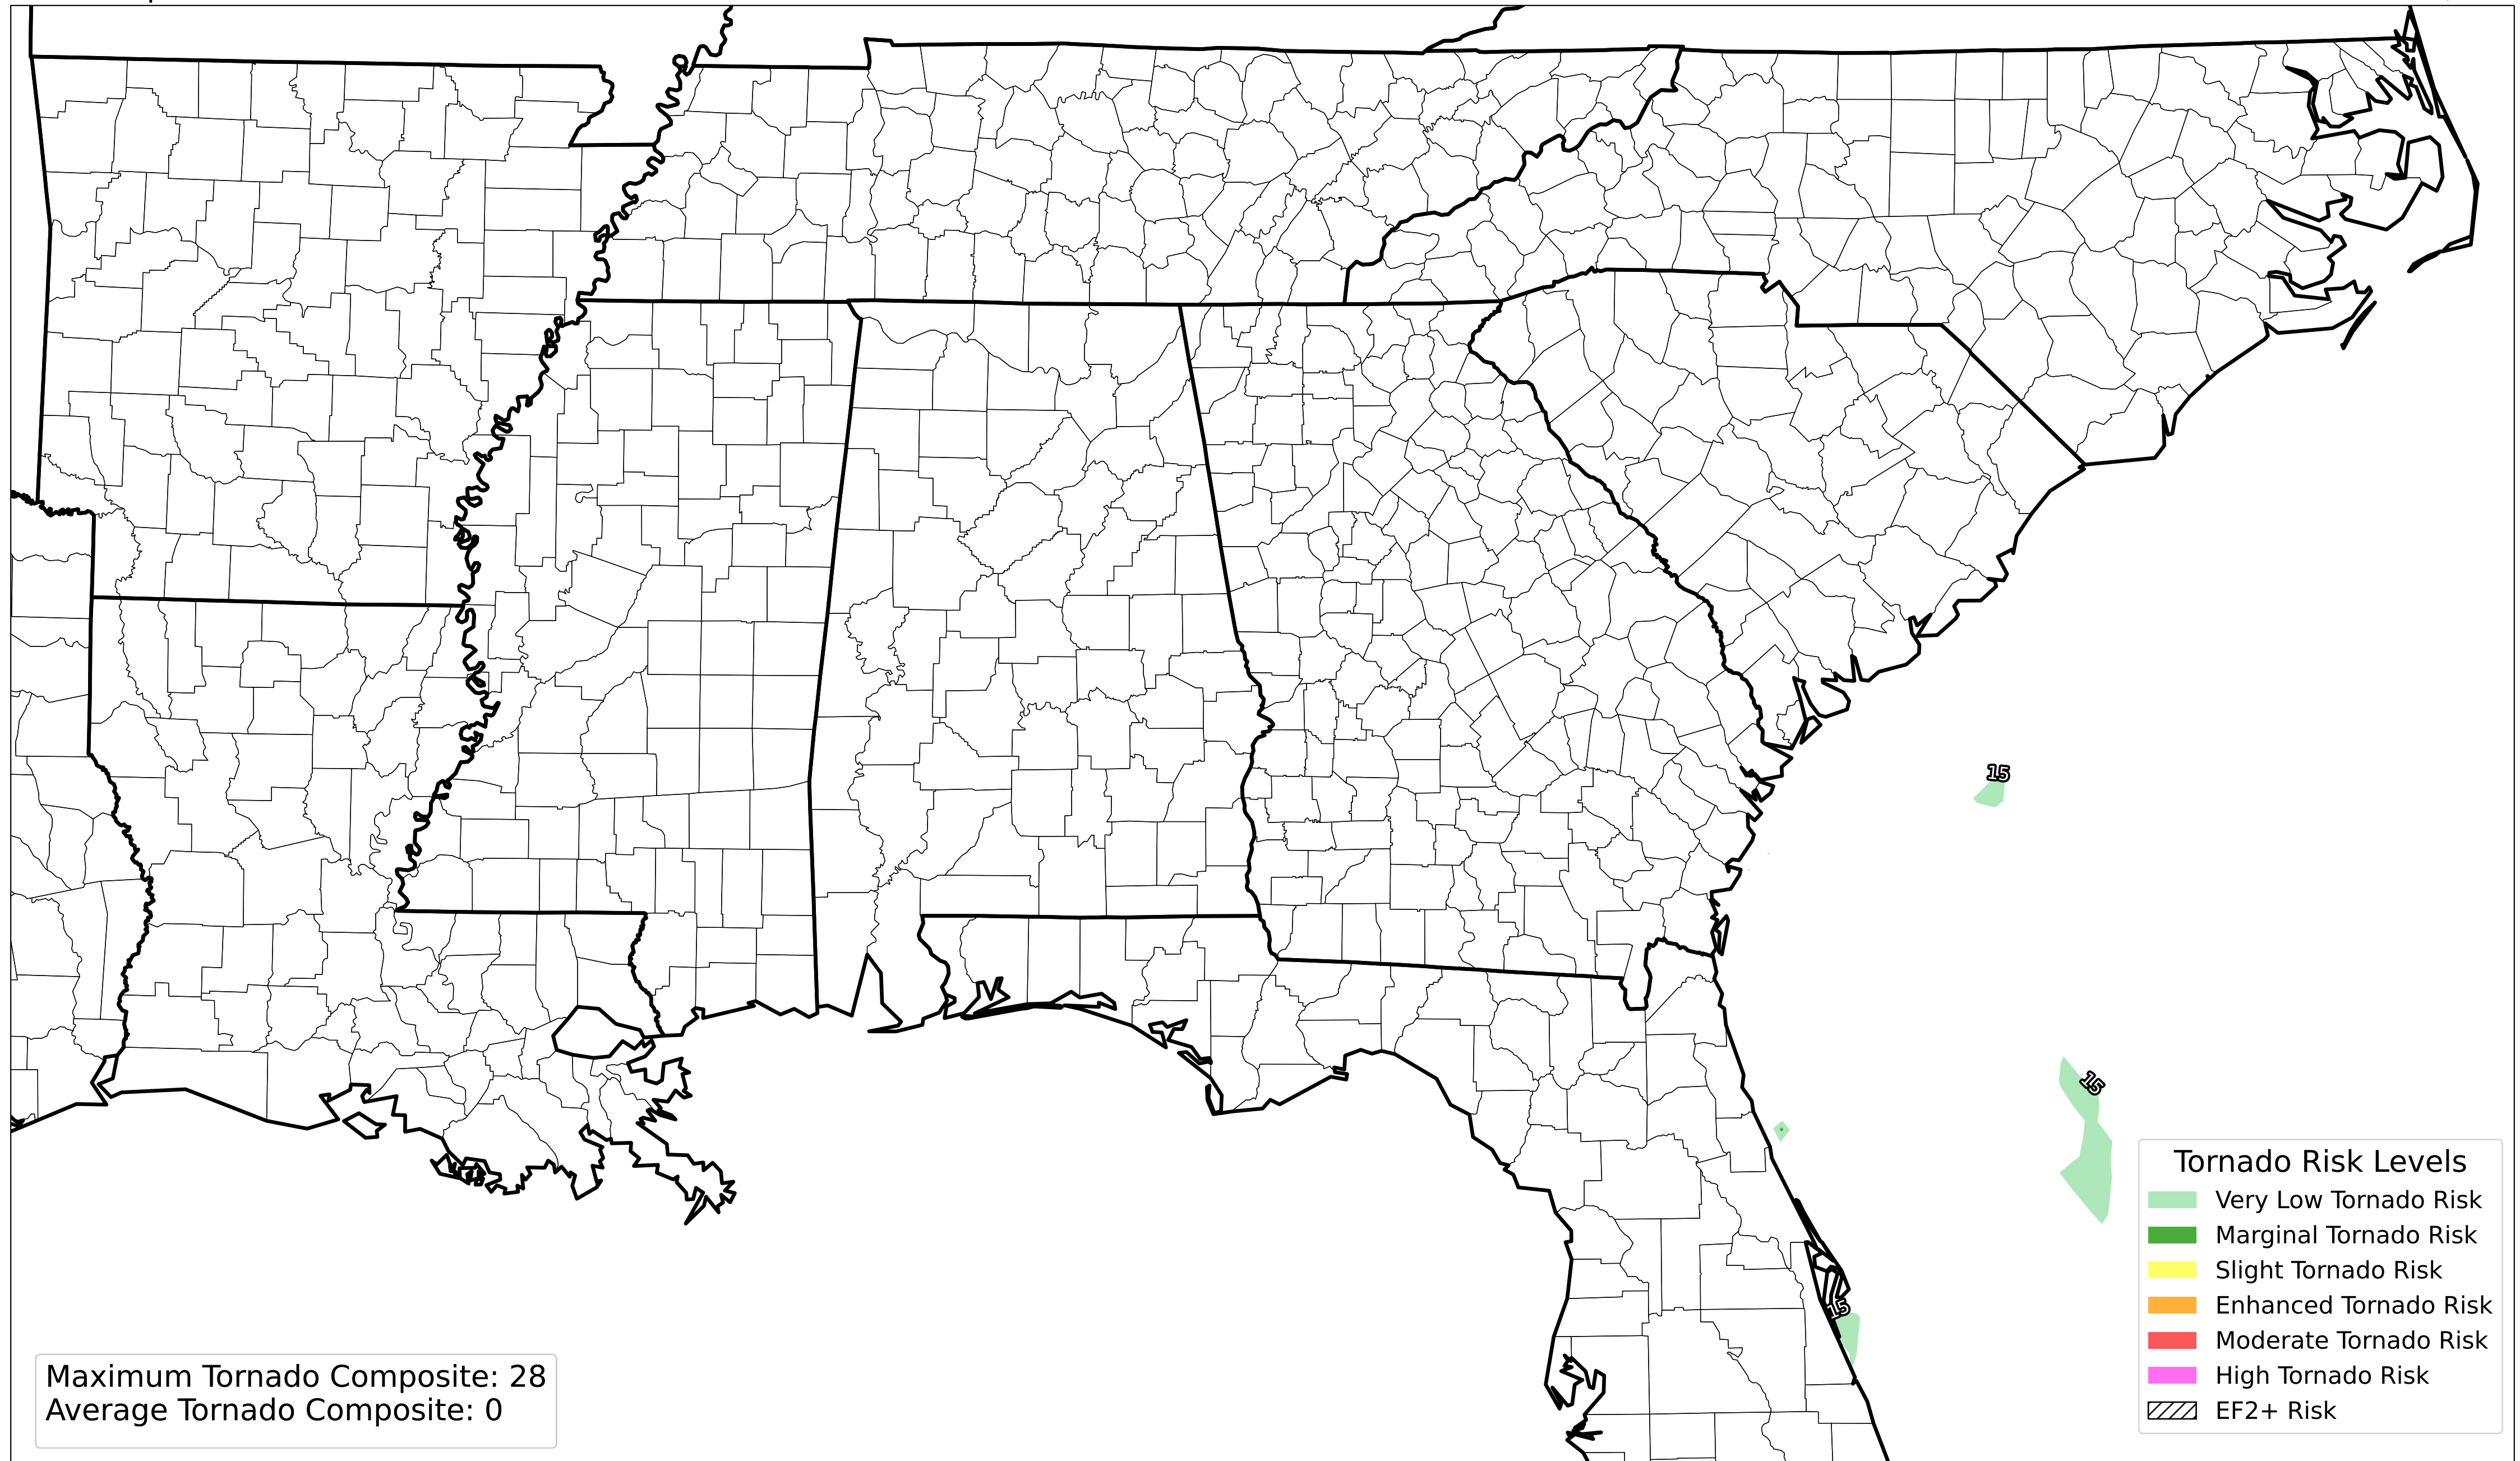 15
15
15
Tornado Risk Levels
Very Low Tornado Risk
Marginal Tornado Risk
Slight Tornado Risk
Enhanced Tornado Risk
Moderate Tornado Risk
High Tornado Risk
EF2+ Risk
Maximum Tornado Composite: 28
Average Tornado Composite: 0